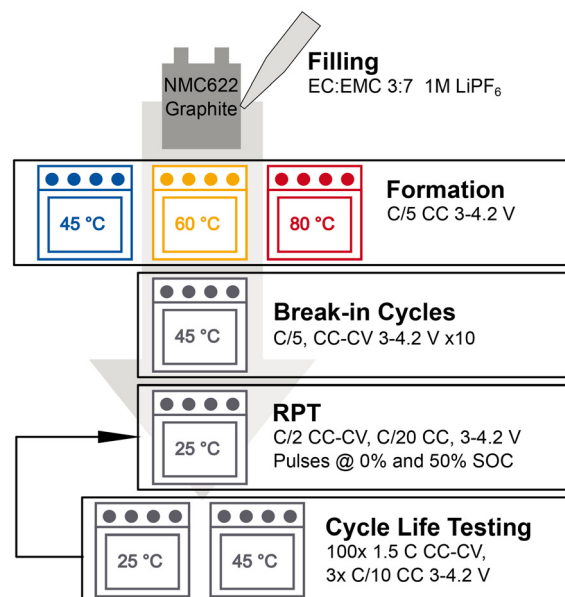 Filling
EC:EMC 3:7  1M LiPF₆
NMC622
Graphite
Formation
C/5 CC 3-4.2 V
45 °C
60 °C
80 °C
Break-in Cycles
C/5, CC-CV 3-4.2 V x10
45 °C
RPT
C/2 CC-CV, C/20 CC, 3-4.2 V
Pulses @ 0% and 50% SOC
25 °C
Cycle Life Testing
100x 1.5 C CC-CV,
3x C/10 CC 3-4.2 V
25 °C
45 °C